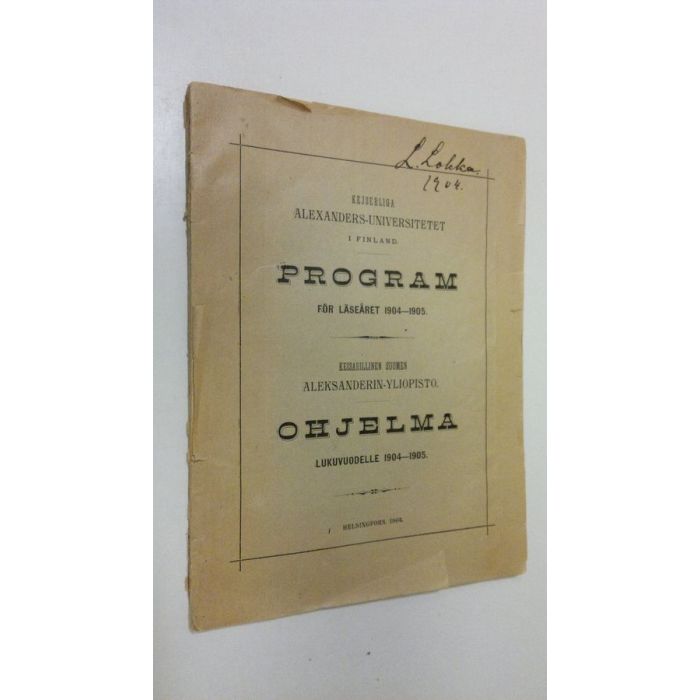 L. Lokka.
1904.
KEJSERLIGA
ALEXANDERS-UNIVERSITETET
I FINLAND.
PROGRAM
FÖR LÄSEÅRET 1904—1905.
KEISARILLINEN SUOMEN
ALEKSANDERIN-YLIOPISTO.
OHJELMA
LUKUVUODELLE 1904—1905.
HELSINGFORS, 1904.